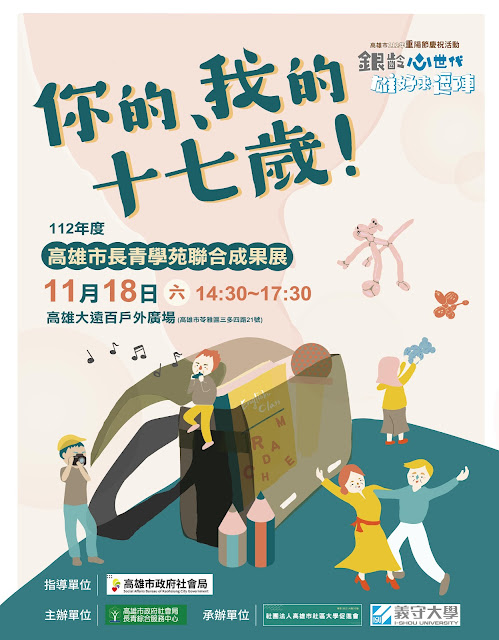 高雄市112年重陽節慶祝活動
銀齡心世代
雄好來逗陣
你的、我的
十七歲！
112年度
高雄市長青學苑聯合成果展
11月18日 六 14:30~17:30
高雄大遠百戶外廣場 (高雄市苓雅區三多四路21號)
指導單位 高雄市政府社會局
Social Affairs Bureau of Kaohsiung City Government
主辦單位 高雄市政府社會局
長青綜合服務中心
承辦單位 社團法人高雄市社區大學促進會
義守大學
I-SHOU UNIVERSITY